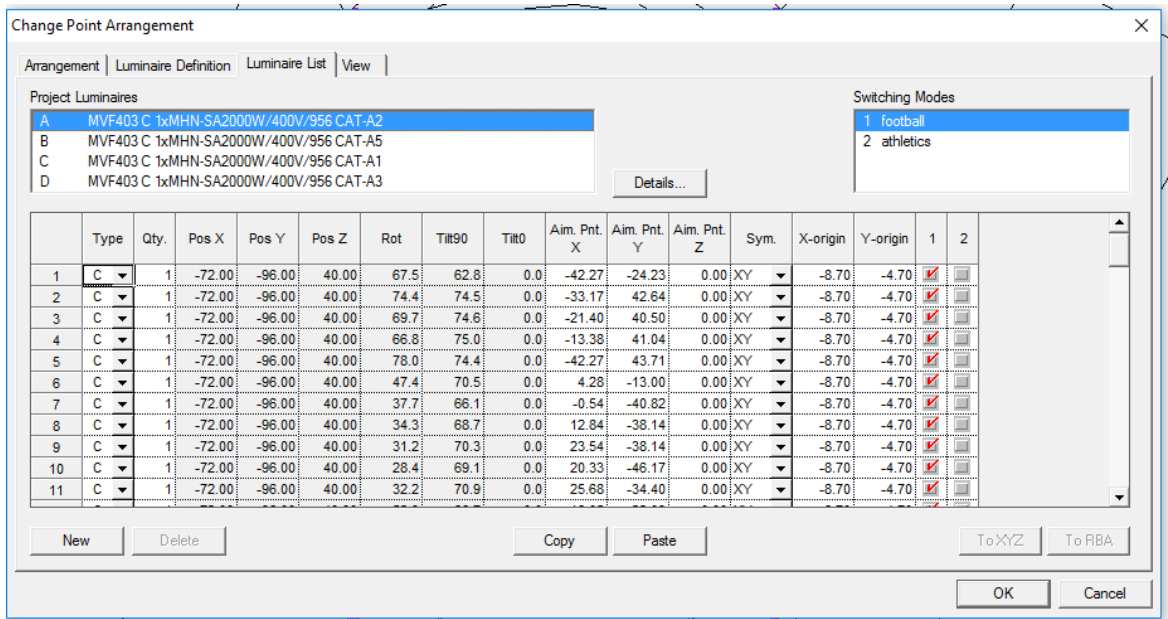 Change Point Arrangement
Arrangement Luminaire Definition Luminaire List View
Project Luminaires Switching Modes
A MVF403 C 1xMHN-SA2000W/400V/956 CAT-A2 1 football
B MVF403 C 1xMHN-SA2000W/400V/956 CAT-A5 2 athletics
C MVF403 C 1xMHN-SA2000W/400V/956 CAT-A1
D MVF403 C 1xMHN-SA2000W/400V/956 CAT-A3
Details...
Type Qty. Pos X Pos Y Pos Z Rot Tilt90 Tilt0 Aim. Pnt. X Aim. Pnt. Y Aim. Pnt. Z Sym. X-origin Y-origin 1 2
1 C 1 -72.00 -96.00 40.00 67.5 62.8 0.0 -42.27 -24.23 0.00 XY -8.70 -4.70
2 C 1 -72.00 -96.00 40.00 74.4 74.5 0.0 -33.17 42.64 0.00 XY -8.70 -4.70
3 C 1 -72.00 -96.00 40.00 69.7 74.6 0.0 -21.40 40.50 0.00 XY -8.70 -4.70
4 C 1 -72.00 -96.00 40.00 66.8 75.0 0.0 -13.38 41.04 0.00 XY -8.70 -4.70
5 C 1 -72.00 -96.00 40.00 78.0 74.4 0.0 -42.27 43.71 0.00 XY -8.70 -4.70
6 C 1 -72.00 -96.00 40.00 47.4 70.5 0.0 4.28 -13.00 0.00 XY -8.70 -4.70
7 C 1 -72.00 -96.00 40.00 37.7 66.1 0.0 -0.54 -40.82 0.00 XY -8.70 -4.70
8 C 1 -72.00 -96.00 40.00 34.3 68.7 0.0 12.84 -38.14 0.00 XY -8.70 -4.70
9 C 1 -72.00 -96.00 40.00 31.2 70.3 0.0 23.54 -38.14 0.00 XY -8.70 -4.70
10 C 1 -72.00 -96.00 40.00 28.4 69.1 0.0 20.33 -46.17 0.00 XY -8.70 -4.70
11 C 1 -72.00 -96.00 40.00 32.2 70.9 0.0 25.68 -34.40 0.00 XY -8.70 -4.70
New Delete Copy Paste To XYZ To RBA
OK Cancel